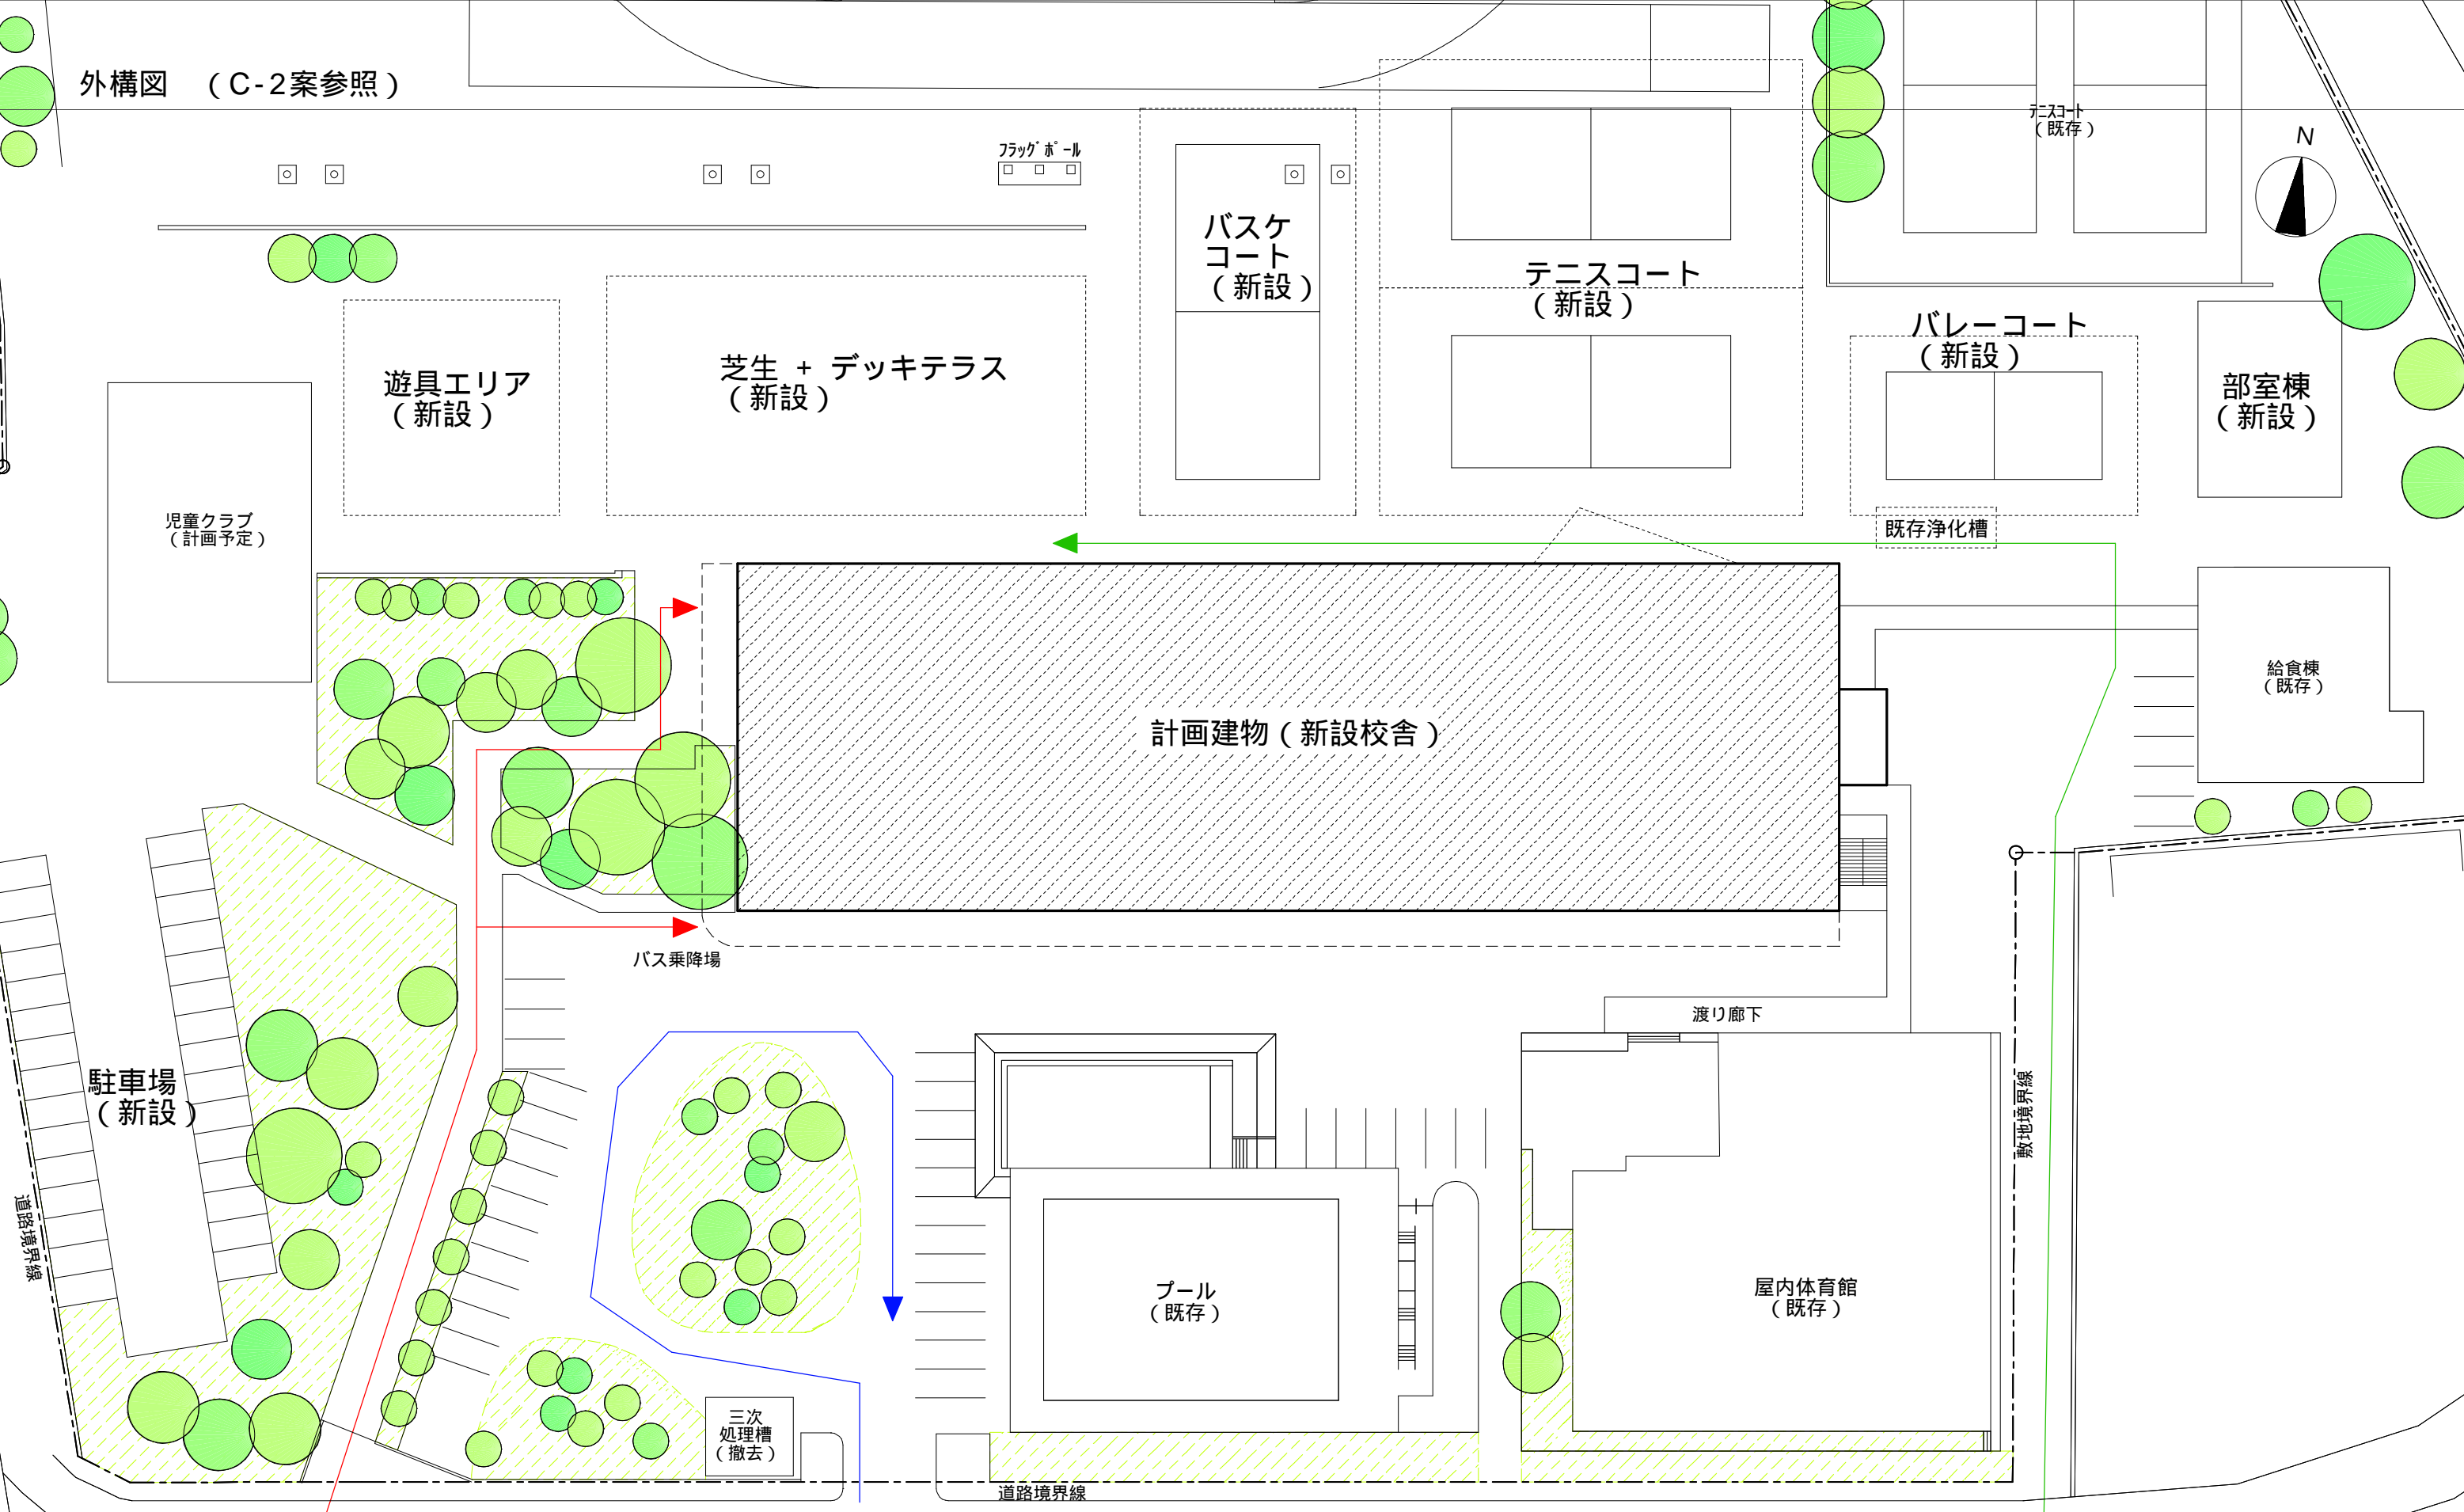 外構図　（C-2案参照）
テニスコート
（既存）
N
フラッグポール
バスケ
コート
（新設）
テニスコート
（新設）
バレーコート
（新設）
部室棟
（新設）
遊具エリア
（新設）
芝生 + デッキテラス
（新設）
児童クラブ
（計画予定）
既存浄化槽
給食棟
（既存）
計画建物（新設校舎）
バス乗降場
渡り廊下
駐車場
（新設）
敷地境界線
道路境界線
プール
（既存）
屋内体育館
（既存）
三次
処理槽
（撤去）
道路境界線